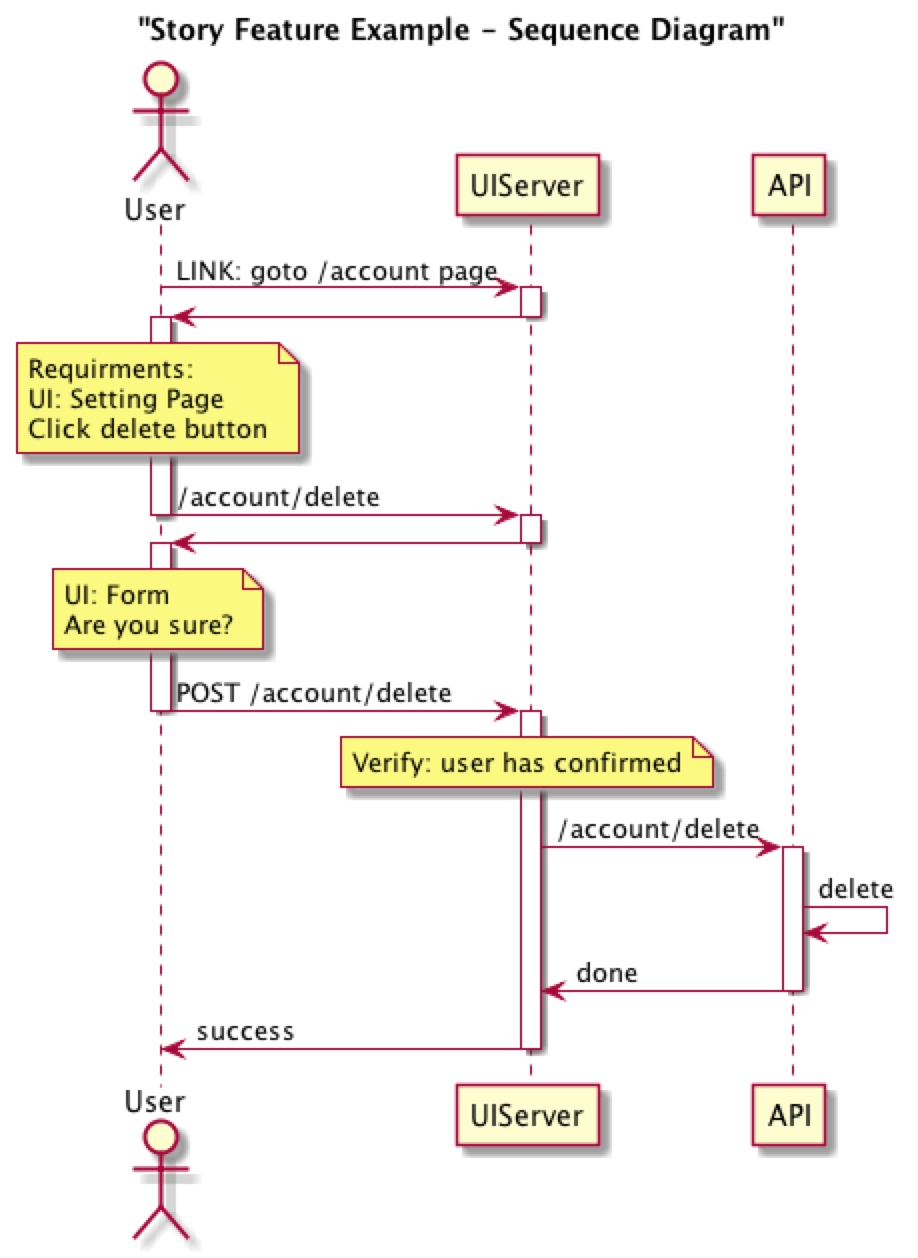 "Story Feature Example - Sequence Diagram"
User
UIServer
API
LINK: goto /account page
Requirments:
UI: Setting Page
Click delete button
/account/delete
UI: Form
Are you sure?
POST /account/delete
Verify: user has confirmed
/account/delete
delete
done
success
User
UIServer
API